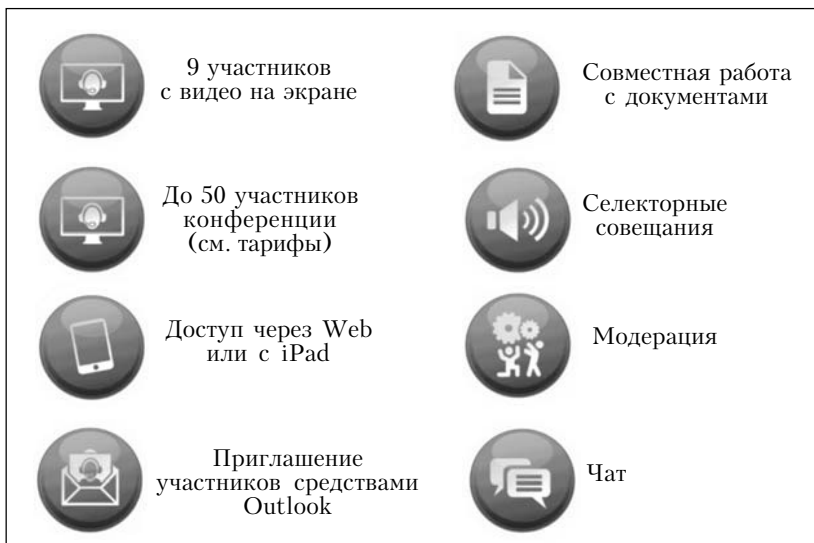 9 участников
с видео на экране
До 50 участников
конференции
(см. тарифы)
Доступ через Web
или с iPad
Приглашение
участников средствами
Outlook
Совместная работа
с документами
Селекторные
совещания
Модерация
Чат